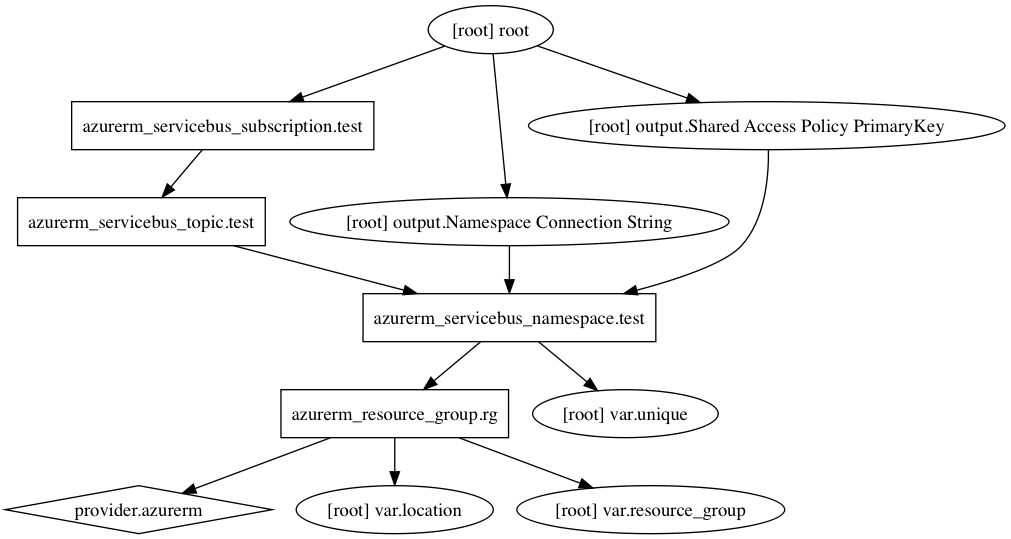 [root] root
azurerm_servicebus_subscription.test
[root] output.Shared Access Policy PrimaryKey
azurerm_servicebus_topic.test
[root] output.Namespace Connection String
azurerm_servicebus_namespace.test
azurerm_resource_group.rg
[root] var.unique
provider.azurerm
[root] var.location
[root] var.resource_group